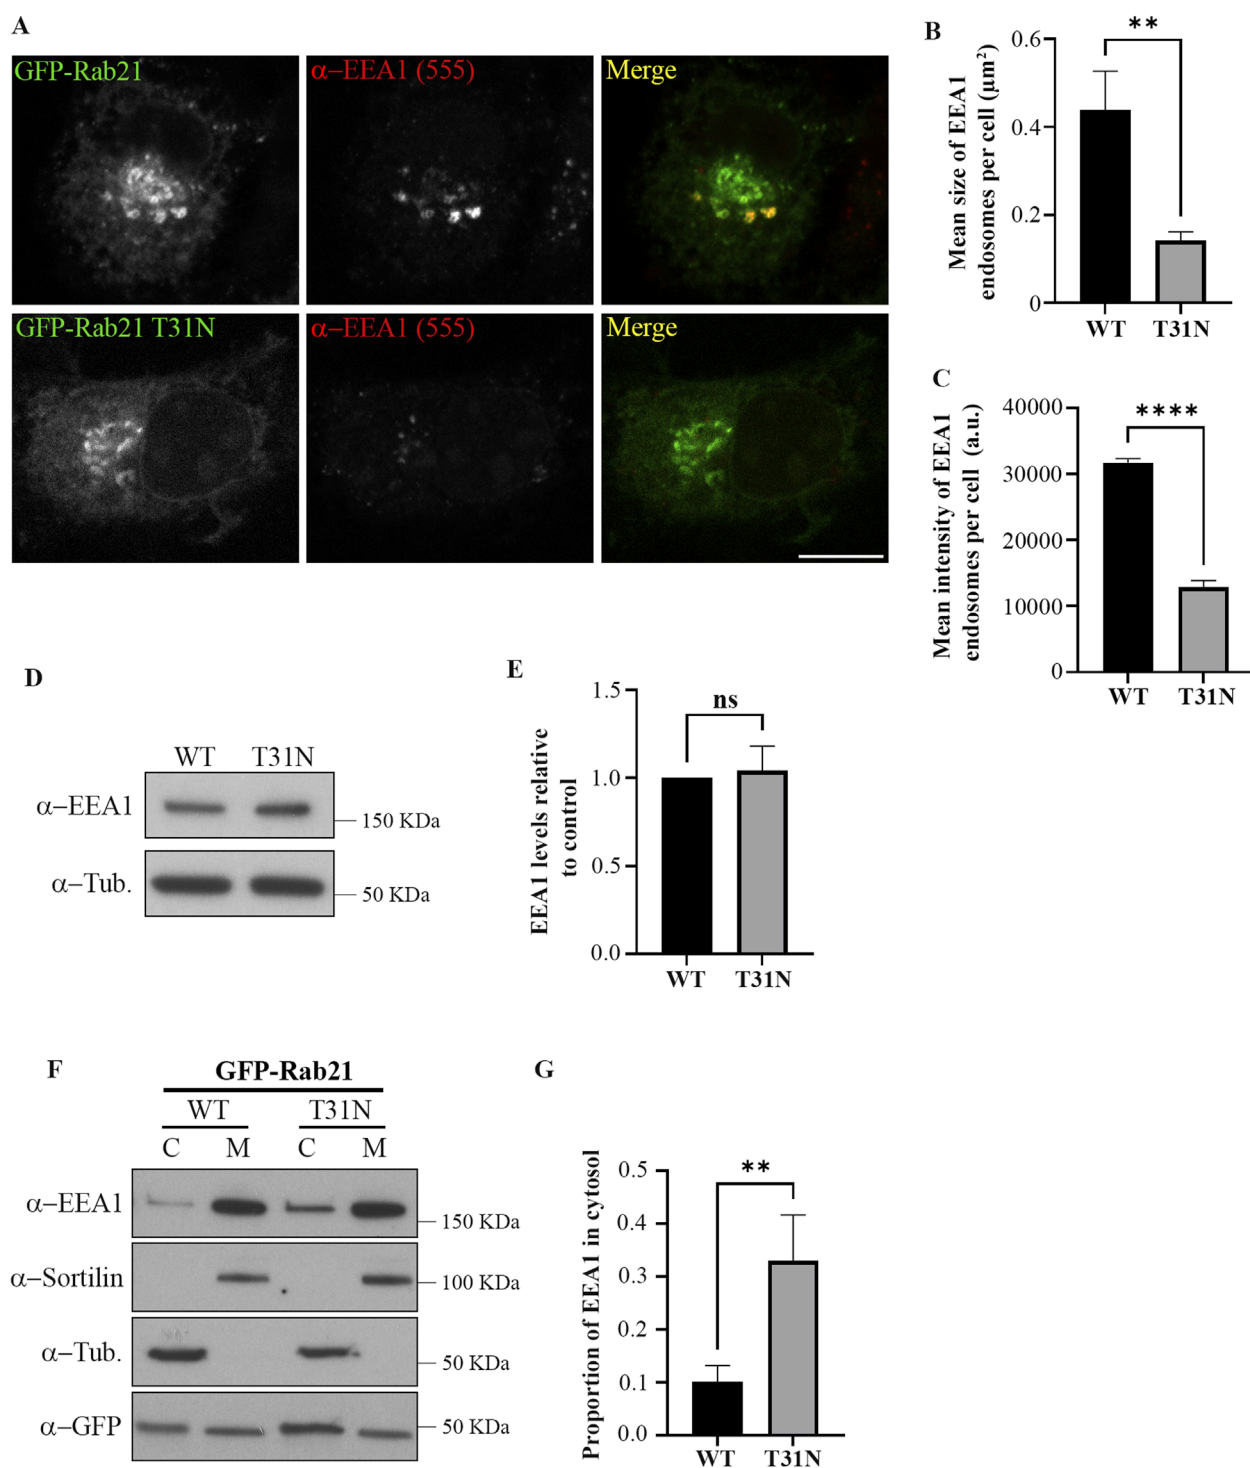 A
GFP-Rab21
α–EEA1 (555)
Merge
GFP-Rab21 T31N
α–EEA1 (555)
Merge
B
**
Mean size of EEA1
endosomes per cell (µm²)
0.6
0.4
0.2
0
WT T31N
C
****
Mean intensity of EEA1
endosomes per cell (a.u.)
40000
30000
20000
10000
0
WT T31N
D
WT T31N
α–EEA1
150 KDa
α–Tub.
50 KDa
E
ns
EEA1 levels relative
to control
1.5
1.0
0.5
0.0
WT T31N
F
GFP-Rab21
WT T31N
C M C M
α–EEA1
150 KDa
α–Sortilin
100 KDa
α–Tub.
50 KDa
α–GFP
50 KDa
G
**
Proportion of EEA1 in cytosol
0.5
0.4
0.3
0.2
0.1
0.0
WT T31N